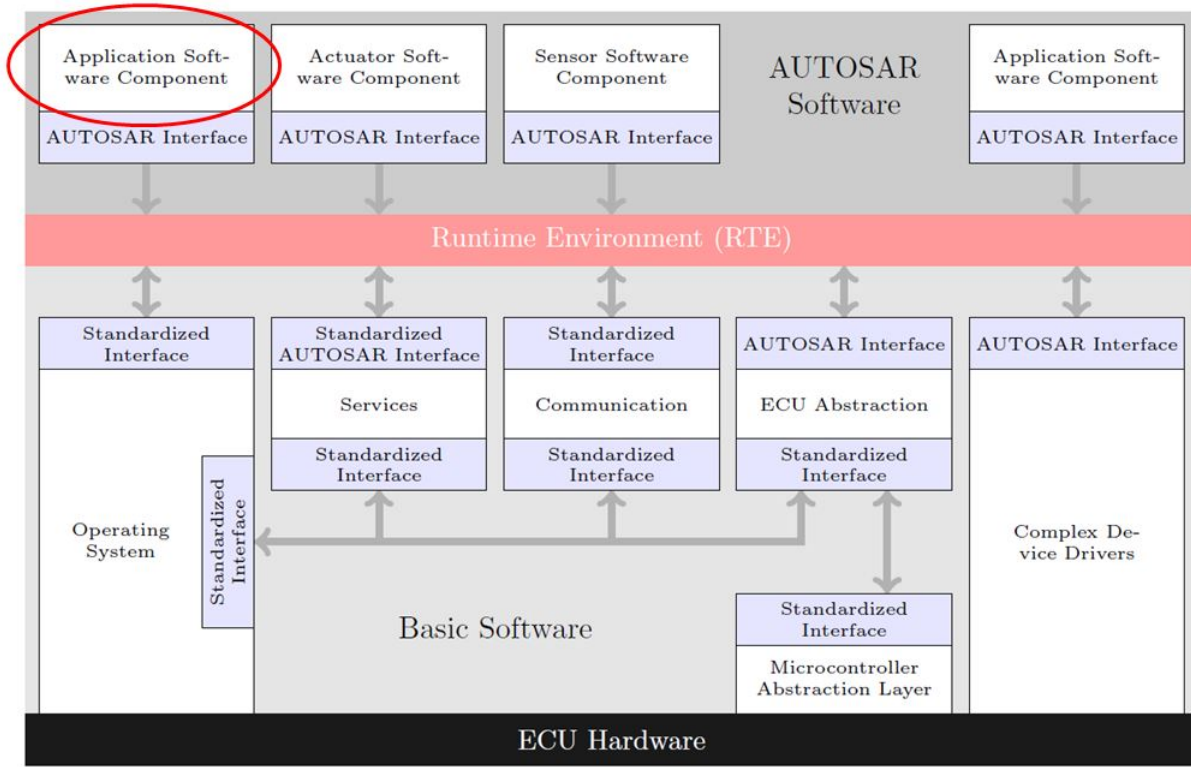 Application Soft-
ware Component
AUTOSAR Interface
Actuator Soft-
ware Component
AUTOSAR Interface
Sensor Software
Component
AUTOSAR Interface
AUTOSAR
Software
Application Soft-
ware Component
AUTOSAR Interface
Runtime Environment (RTE)
Standardized
Interface
Operating
System
Standardized
Interface
Standardized
AUTOSAR Interface
Services
Standardized
Interface
Standardized
Interface
Communication
Standardized
Interface
AUTOSAR Interface
ECU Abstraction
Standardized
Interface
AUTOSAR Interface
Complex De-
vice Drivers
Basic Software
Standardized
Interface
Microcontroller
Abstraction Layer
ECU Hardware